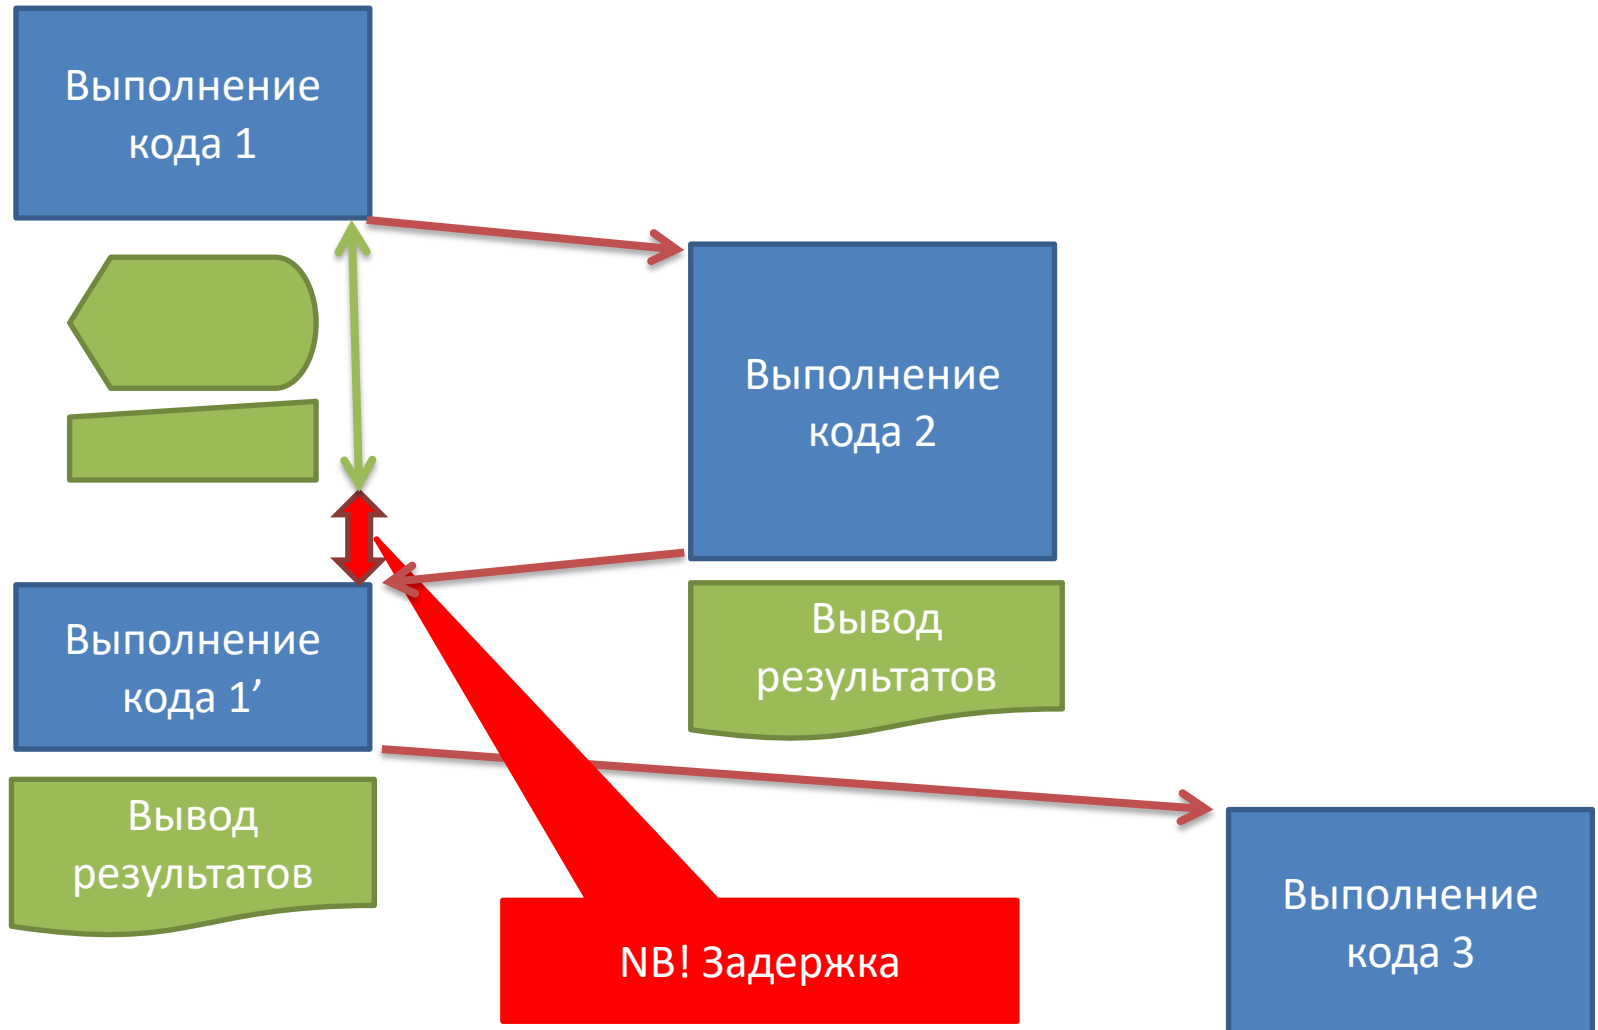 Выполнение
кода 1
Выполнение
кода 2
Выполнение
кода 1’
Вывод
результатов
Вывод
результатов
NB! Задержка
Выполнение
кода 3